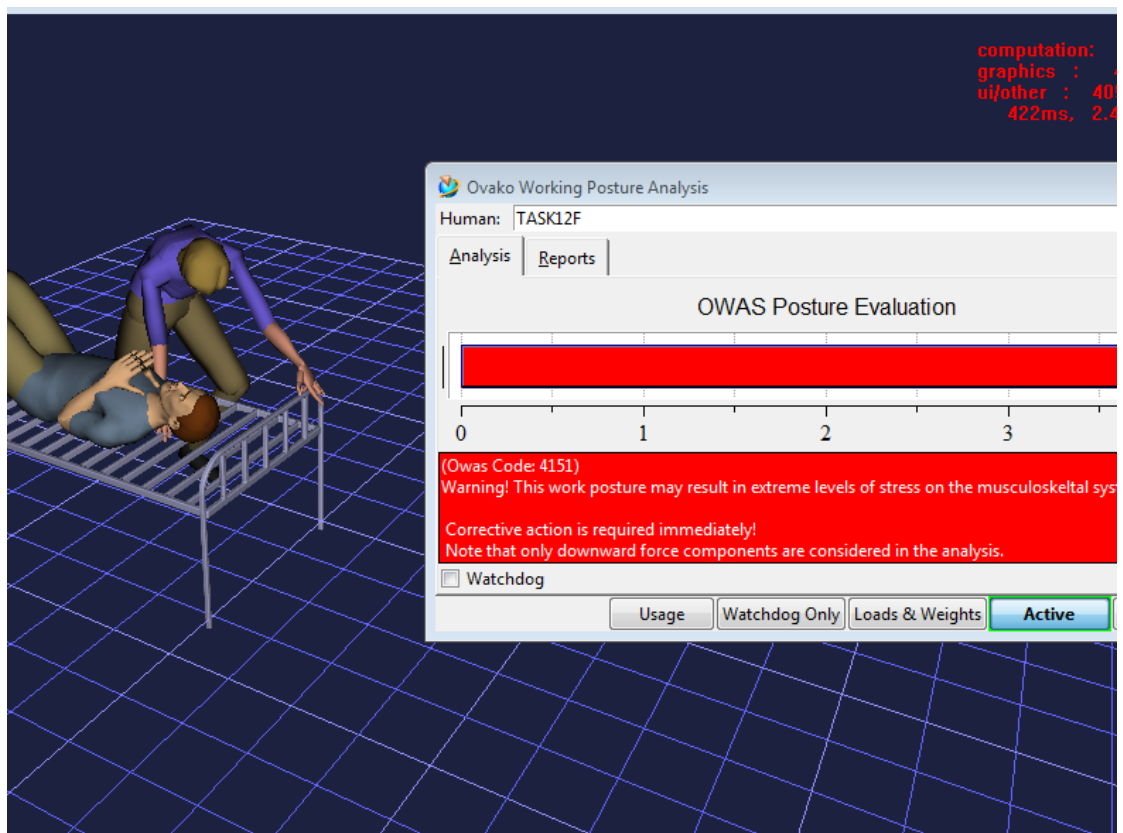 computation:
graphics :
ui/other :
422ms,
Ovako Working Posture Analysis
Human: TASK12F
Analysis Reports
OWAS Posture Evaluation
0 1 2 3
(Owas Code: 4151)
Warning! This work posture may result in extreme levels of stress on the musculoskeltal
Corrective action is required immediately!
Note that only downward force components are considered in the analysis.
Watchdog
Usage Watchdog Only Loads & Weights Active